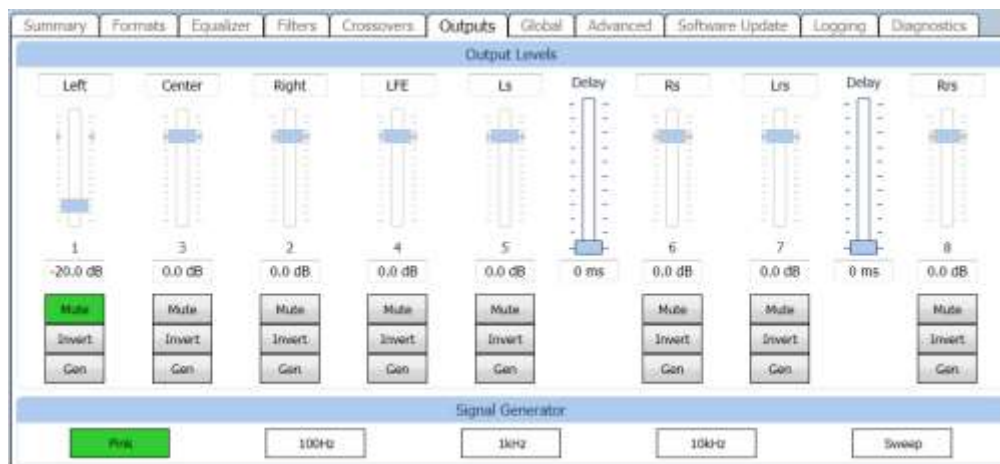 Summary Formats Equalizer Filters Crossovers Outputs Global Advanced Software Update Logging Diagnostics
Output Levels
Left Center Right LFE Ls Delay Rs Lrs Delay Rrs
1 3 2 4 5 6 7 8
-20.0 dB 0.0 dB 0.0 dB 0.0 dB 0.0 dB 0 ms 0.0 dB 0.0 dB 0 ms 0.0 dB
Mute Mute Mute Mute Mute Mute Mute Mute
Invert Invert Invert Invert Invert Invert Invert Invert
Gen Gen Gen Gen Gen Gen Gen Gen
Signal Generator
Pink 100Hz 1kHz 10kHz Sweep